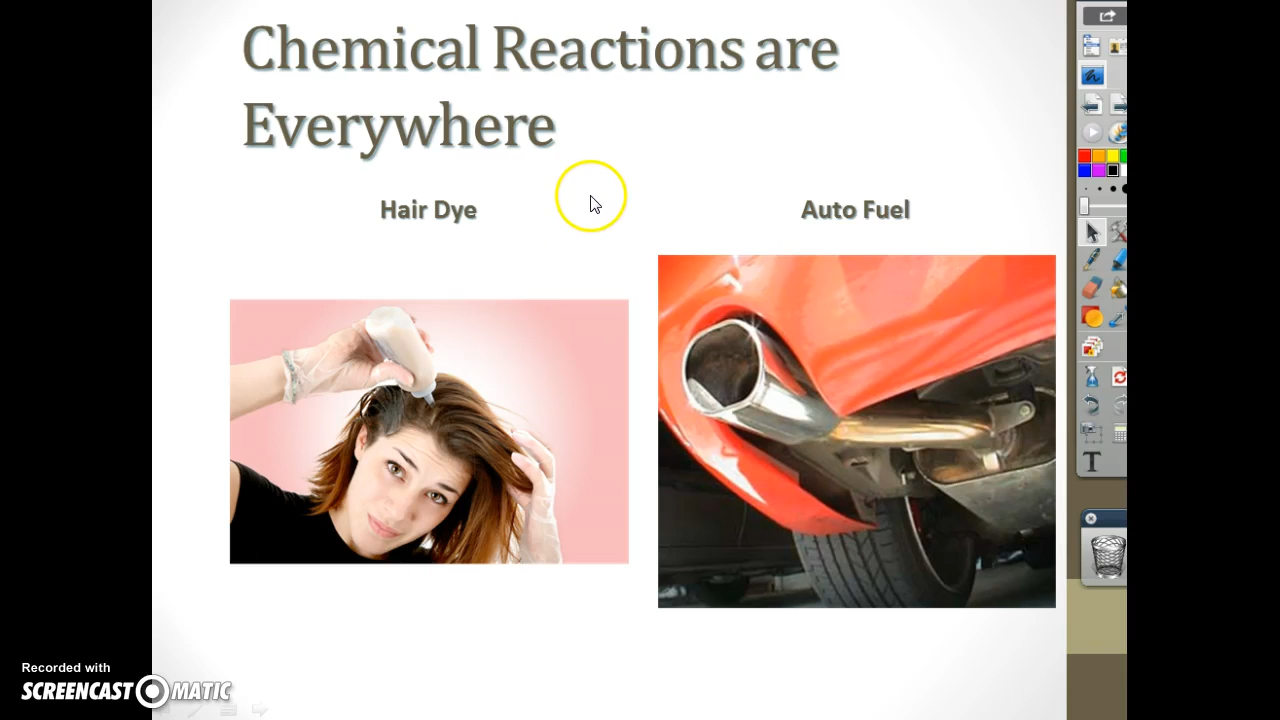 Chemical Reactions are
Everywhere
Hair Dye
Auto Fuel
T
Recorded with
SCREENCAST MATIC